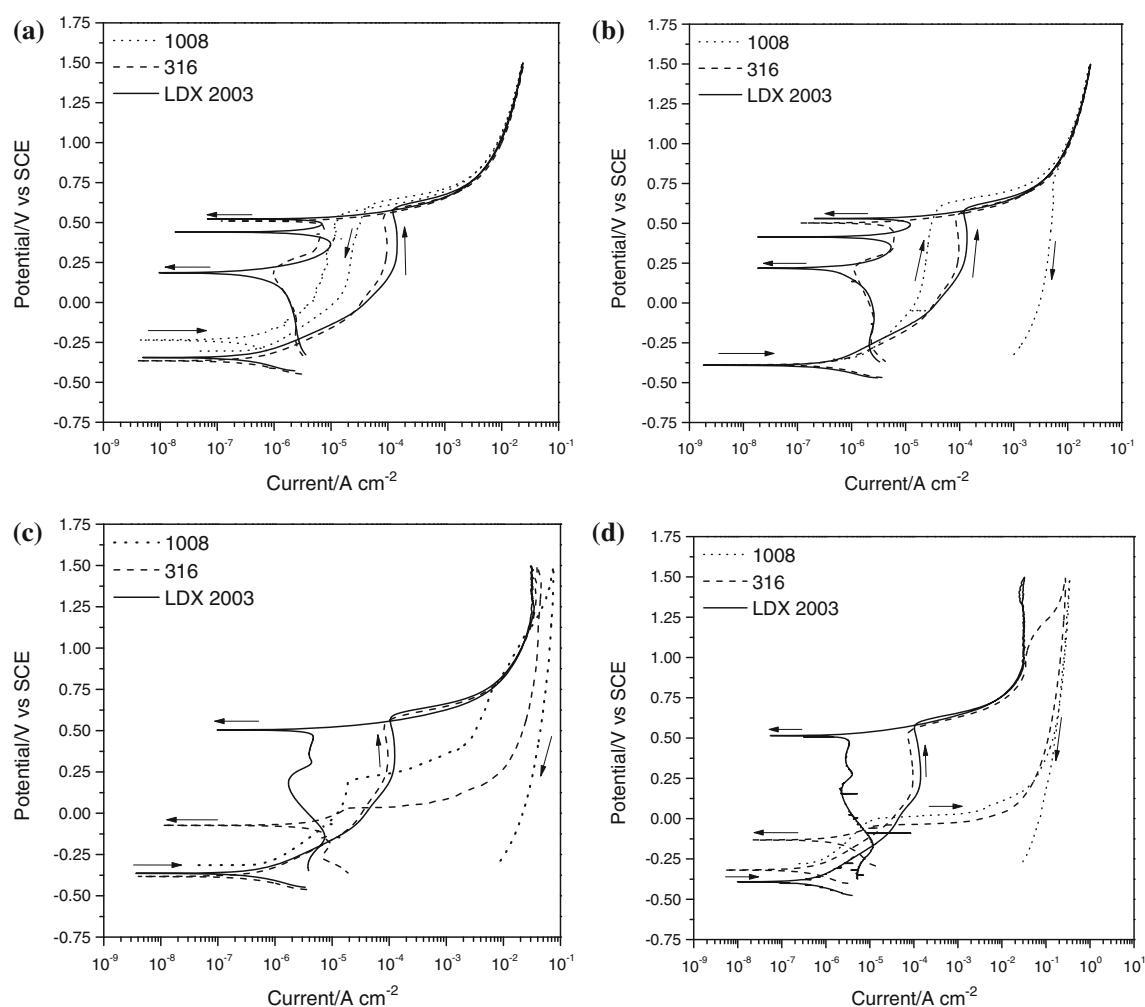 (a)
1008
316
LDX 2003
1.75
1.50
1.25
1.00
0.75
0.50
0.25
0.00
-0.25
-0.50
-0.75
Potential/V vs SCE
10⁻⁹ 10⁻⁸ 10⁻⁷ 10⁻⁶ 10⁻⁵ 10⁻⁴ 10⁻³ 10⁻² 10⁻¹
Current/A cm⁻²
(b)
1008
316
LDX 2003
1.75
1.50
1.25
1.00
0.75
0.50
0.25
0.00
-0.25
-0.50
-0.75
Potential/V vs SCE
10⁻⁹ 10⁻⁸ 10⁻⁷ 10⁻⁶ 10⁻⁵ 10⁻⁴ 10⁻³ 10⁻² 10⁻¹
Current/A cm⁻²
(c)
1008
316
LDX 2003
1.75
1.50
1.25
1.00
0.75
0.50
0.25
0.00
-0.25
-0.50
-0.75
Potential/V vs SCE
10⁻⁹ 10⁻⁸ 10⁻⁷ 10⁻⁶ 10⁻⁵ 10⁻⁴ 10⁻³ 10⁻² 10⁻¹
Current/A cm⁻²
(d)
1008
316
LDX 2003
1.75
1.50
1.25
1.00
0.75
0.50
0.25
0.00
-0.25
-0.50
-0.75
Potential/V vs SCE
10⁻⁹ 10⁻⁸ 10⁻⁷ 10⁻⁶ 10⁻⁵ 10⁻⁴ 10⁻³ 10⁻² 10⁻¹ 10⁰
Current/A cm⁻²